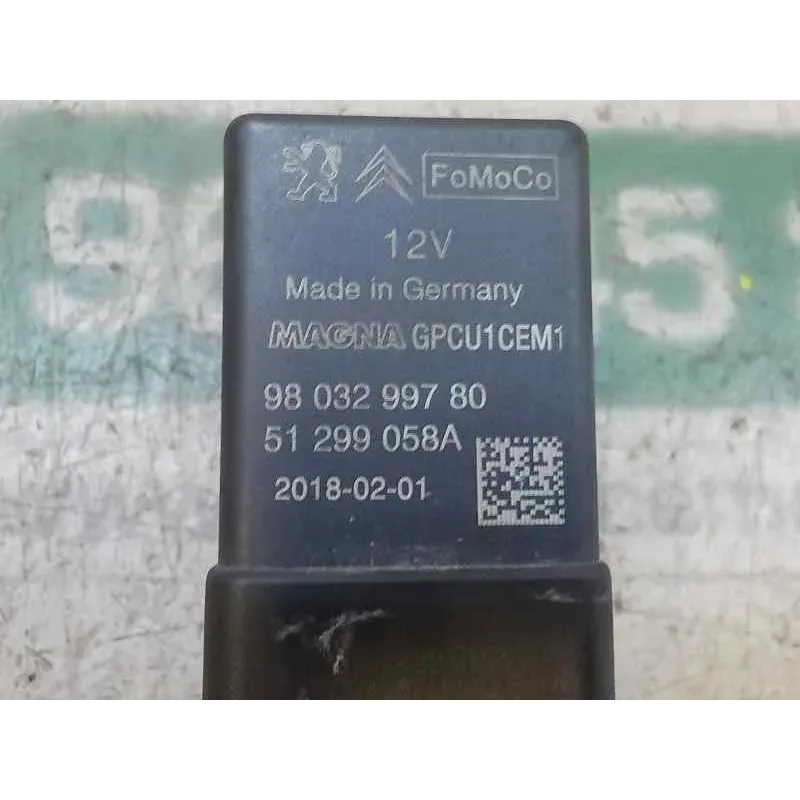 FoMoCo
12V
Made in Germany
MAGNA GPCU1CEM1
98 032 997 80
51 299 058A
2018-02-01